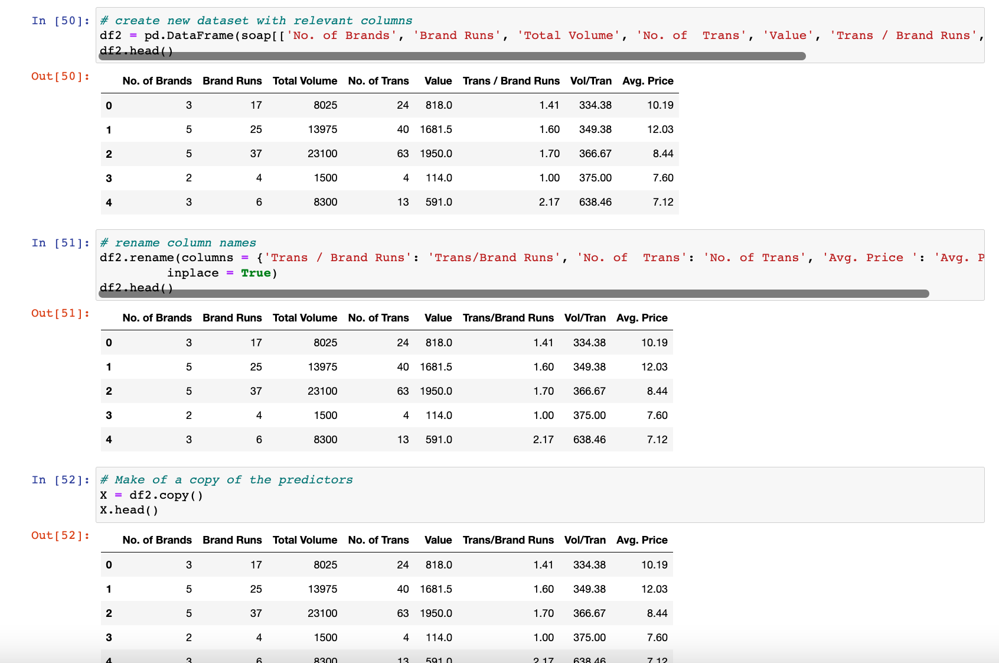 In [50]: # create new dataset with relevant columns
df2 = pd.DataFrame(soap[['No. of Brands', 'Brand Runs', 'Total Volume', 'No. of  Trans', 'Value', 'Trans / Brand Runs',
df2.head()
Out[50]:
No. of Brands Brand Runs Total Volume No. of Trans Value Trans / Brand Runs Vol/Tran Avg. Price
0 3 17 8025 24 818.0 1.41 334.38 10.19
1 5 25 13975 40 1681.5 1.60 349.38 12.03
2 5 37 23100 63 1950.0 1.70 366.67 8.44
3 2 4 1500 4 114.0 1.00 375.00 7.60
4 3 6 8300 13 591.0 2.17 638.46 7.12
In [51]: # rename column names
df2.rename(columns = {'Trans / Brand Runs': 'Trans/Brand Runs', 'No. of  Trans': 'No. of Trans', 'Avg. Price ': 'Avg. P
inplace = True)
df2.head()
Out[51]:
No. of Brands Brand Runs Total Volume No. of Trans Value Trans/Brand Runs Vol/Tran Avg. Price
0 3 17 8025 24 818.0 1.41 334.38 10.19
1 5 25 13975 40 1681.5 1.60 349.38 12.03
2 5 37 23100 63 1950.0 1.70 366.67 8.44
3 2 4 1500 4 114.0 1.00 375.00 7.60
4 3 6 8300 13 591.0 2.17 638.46 7.12
In [52]: # Make of a copy of the predictors
X = df2.copy()
X.head()
Out[52]:
No. of Brands Brand Runs Total Volume No. of Trans Value Trans/Brand Runs Vol/Tran Avg. Price
0 3 17 8025 24 818.0 1.41 334.38 10.19
1 5 25 13975 40 1681.5 1.60 349.38 12.03
2 5 37 23100 63 1950.0 1.70 366.67 8.44
3 2 4 1500 4 114.0 1.00 375.00 7.60
4 3 6 8300 13 591.0 2.17 638.46 7.12